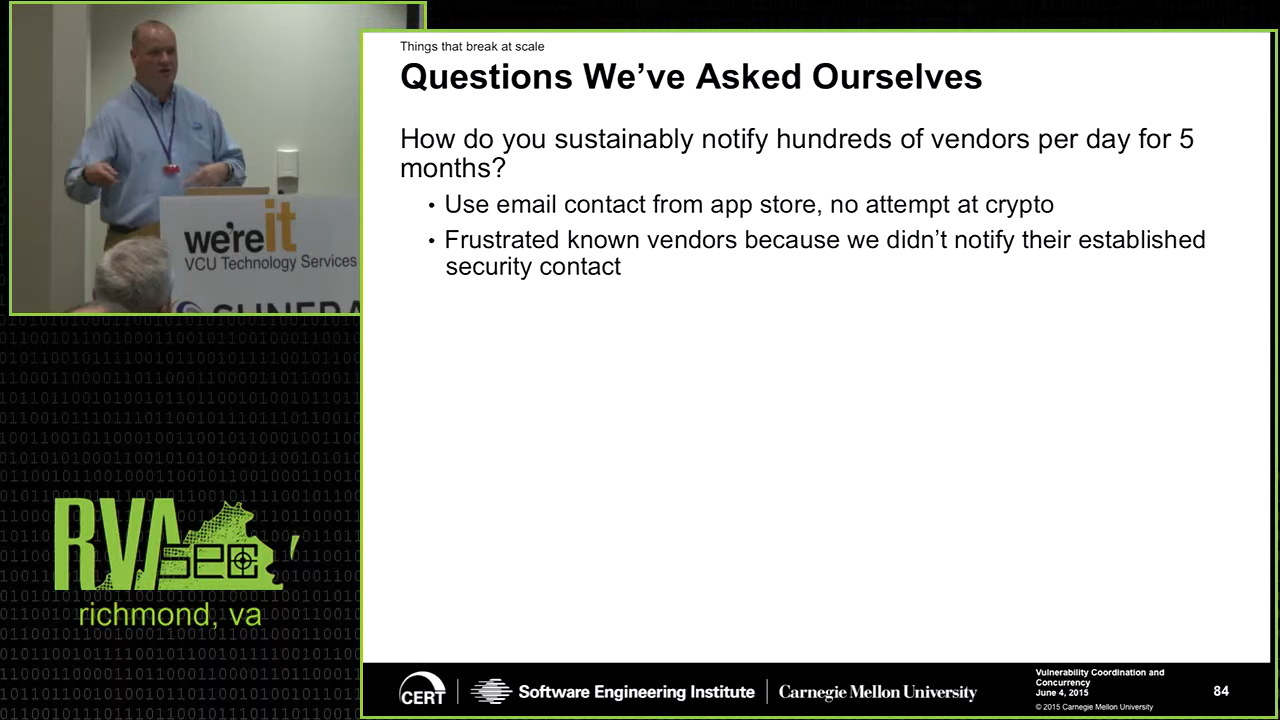 Things that break at scale
Questions We've Asked Ourselves
How do you sustainably notify hundreds of vendors per day for 5
months?
• Use email contact from app store, no attempt at crypto
• Frustrated known vendors because we didn't notify their established
security contact
we're it
VCU Technology Services
RVA
sec
richmond, va
CERT
Software Engineering Institute
Carnegie Mellon University
Vulnerability Coordination and
Concurrency
June 4, 2015
© 2015 Carnegie Mellon University
84